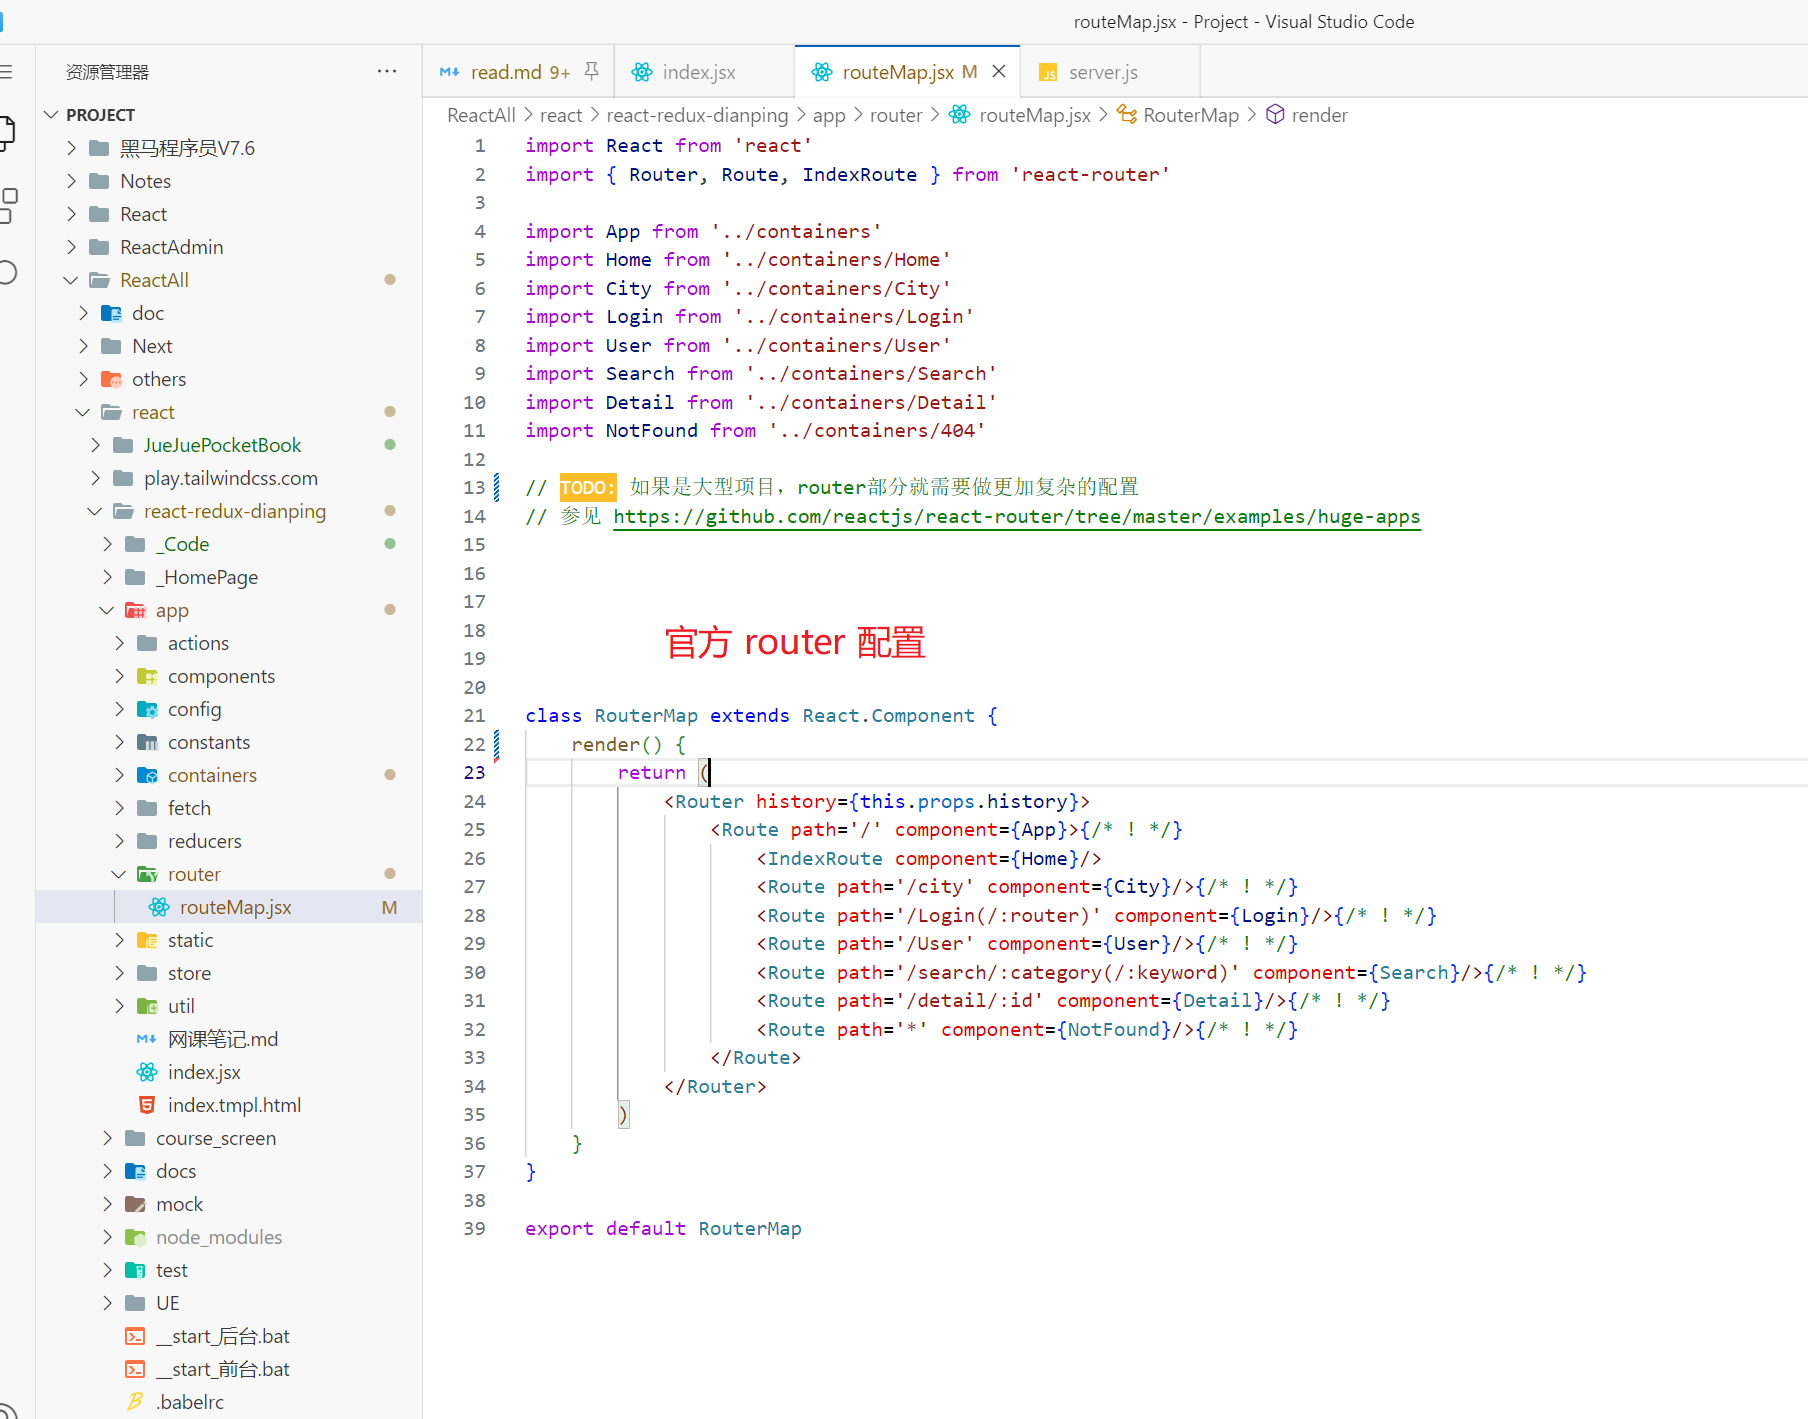 routeMap.jsx - Project - Visual Studio Code
资源管理器
PROJECT
黑马程序员V7.6
Notes
React
ReactAdmin
ReactAll
doc
Next
others
react
JueJuePocketBook
play.tailwindcss.com
react-redux-dianping
_Code
_HomePage
app
actions
components
config
constants
containers
fetch
reducers
router
routeMap.jsx M
static
store
util
网课笔记.md
index.jsx
index.tmpl.html
course_screen
docs
mock
node_modules
test
UE
__start_后台.bat
__start_前台.bat
.babelrc
read.md 9+ index.jsx routeMap.jsx M server.js
ReactAll > react > react-redux-dianping > app > router > routeMap.jsx > RouterMap > render
1 import React from 'react'
2 import { Router, Route, IndexRoute } from 'react-router'
3
4 import App from '../containers'
5 import Home from '../containers/Home'
6 import City from '../containers/City'
7 import Login from '../containers/Login'
8 import User from '../containers/User'
9 import Search from '../containers/Search'
10 import Detail from '../containers/Detail'
11 import NotFound from '../containers/404'
12
13 // TODO: 如果是大型项目，router部分就需要做更加复杂的配置
14 // 参见 https://github.com/reactjs/react-router/tree/master/examples/huge-apps
15
16
17
18
官方 router 配置
19
20
21 class RouterMap extends React.Component {
22 render() {
23 return (
24 <Router history={this.props.history}>
25 <Route path='/' component={App}>{/* ! */}
26 <IndexRoute component={Home}/>
27 <Route path='/city' component={City}/>{/* ! */}
28 <Route path='/Login(/:router)' component={Login}/>{/* ! */}
29 <Route path='/User' component={User}/>{/* ! */}
30 <Route path='/search/:category(/:keyword)' component={Search}/>{/* ! */}
31 <Route path='/detail/:id' component={Detail}/>{/* ! */}
32 <Route path='*' component={NotFound}/>{/* ! */}
33 </Route>
34 </Router>
35 )
36 }
37 }
38
39 export default RouterMap